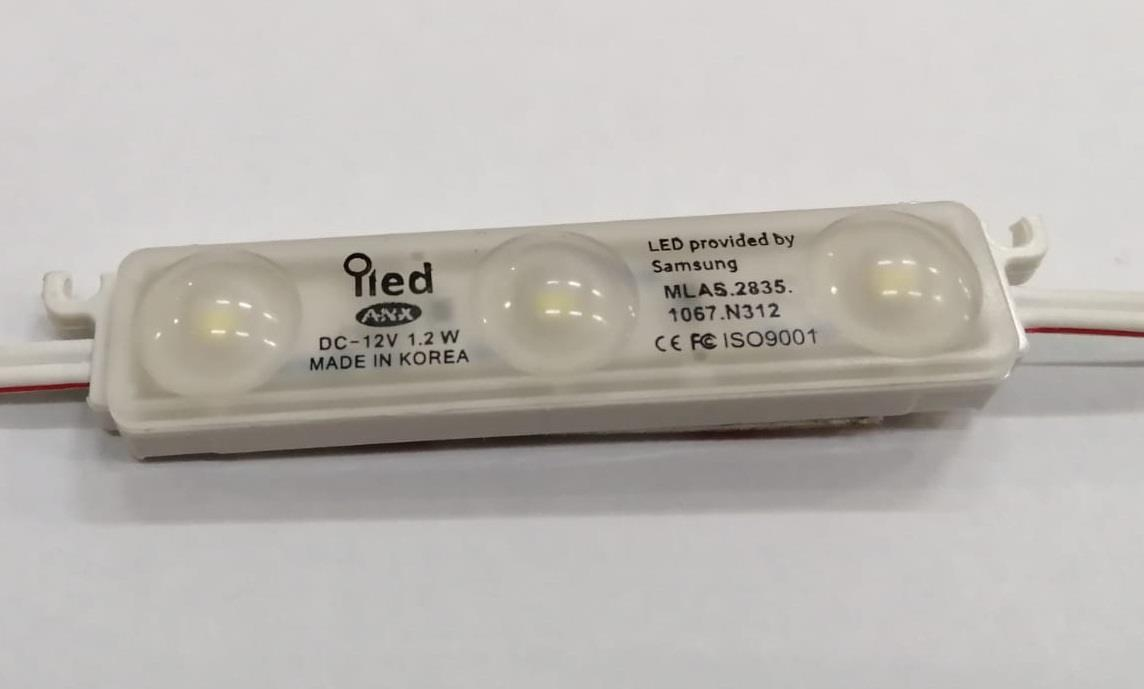 iled
ANX
DC-12V 1.2 W
MADE IN KOREA
LED provided by
Samsung
MLAS.2835.
1067.N312
CE FC ISO9001